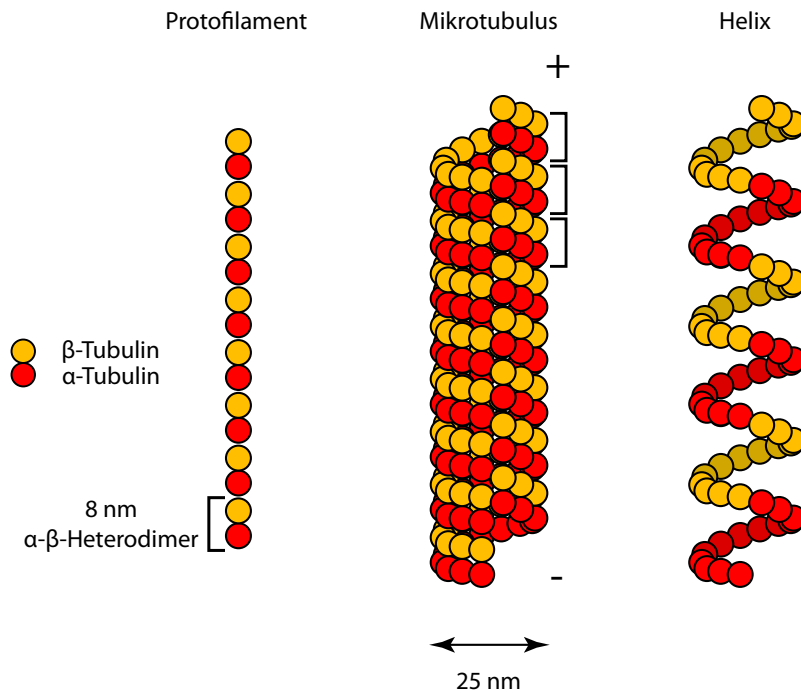 Protofilament
Mikrotubulus
Helix
+
β-Tubulin
α-Tubulin
8 nm
α-β-Heterodimer
-
25 nm